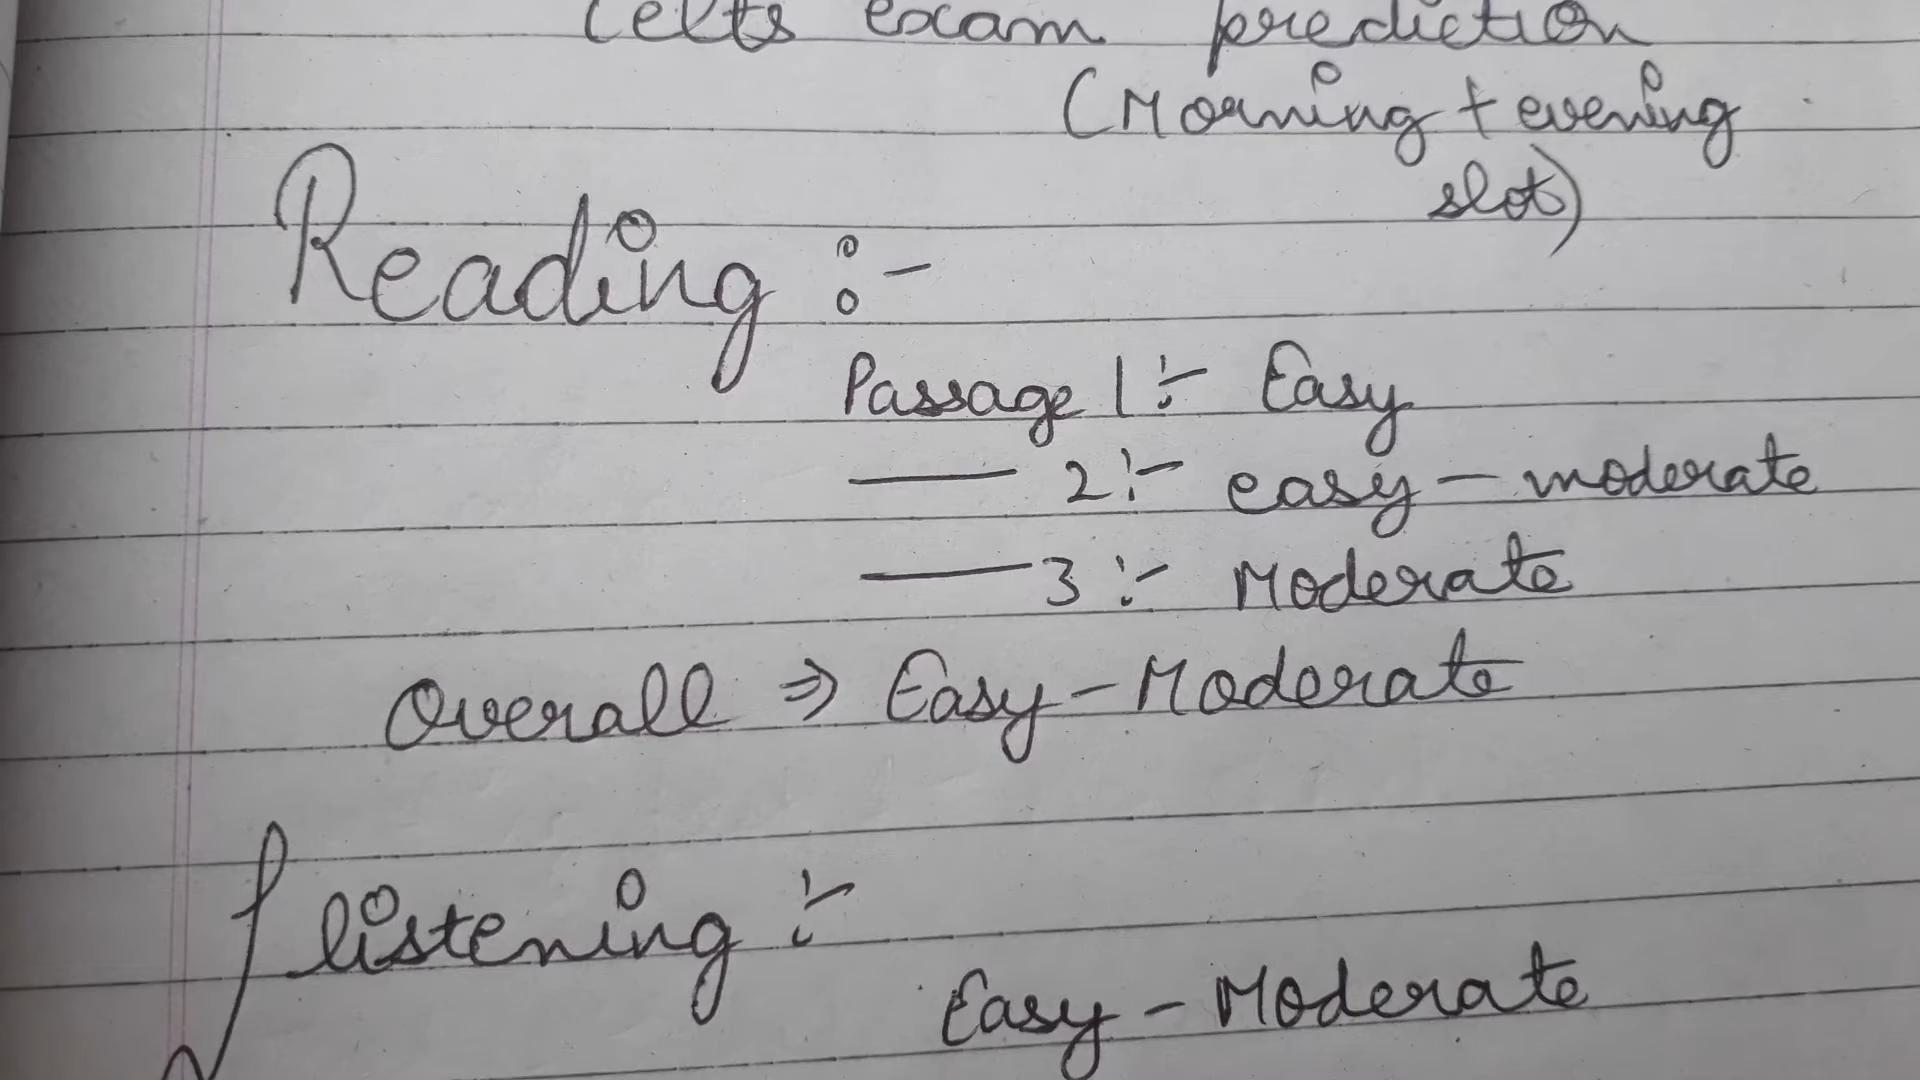 Ielts exam prediction
(Morning + evening
slot)
Reading :-
Passage 1 :- Easy
—— 2 :- easy - moderate
—— 3 :- Moderate
Overall ⇒ Easy - Moderate
listening :-
Easy - Moderate